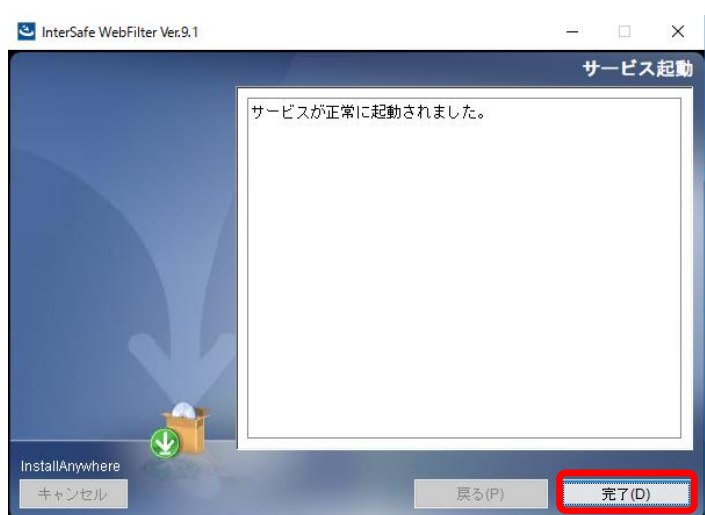 InterSafe WebFilter Ver.9.1
サービス起動
サービスが正常に起動されました。
InstallAnywhere
キャンセル
戻る(P)
完了(D)